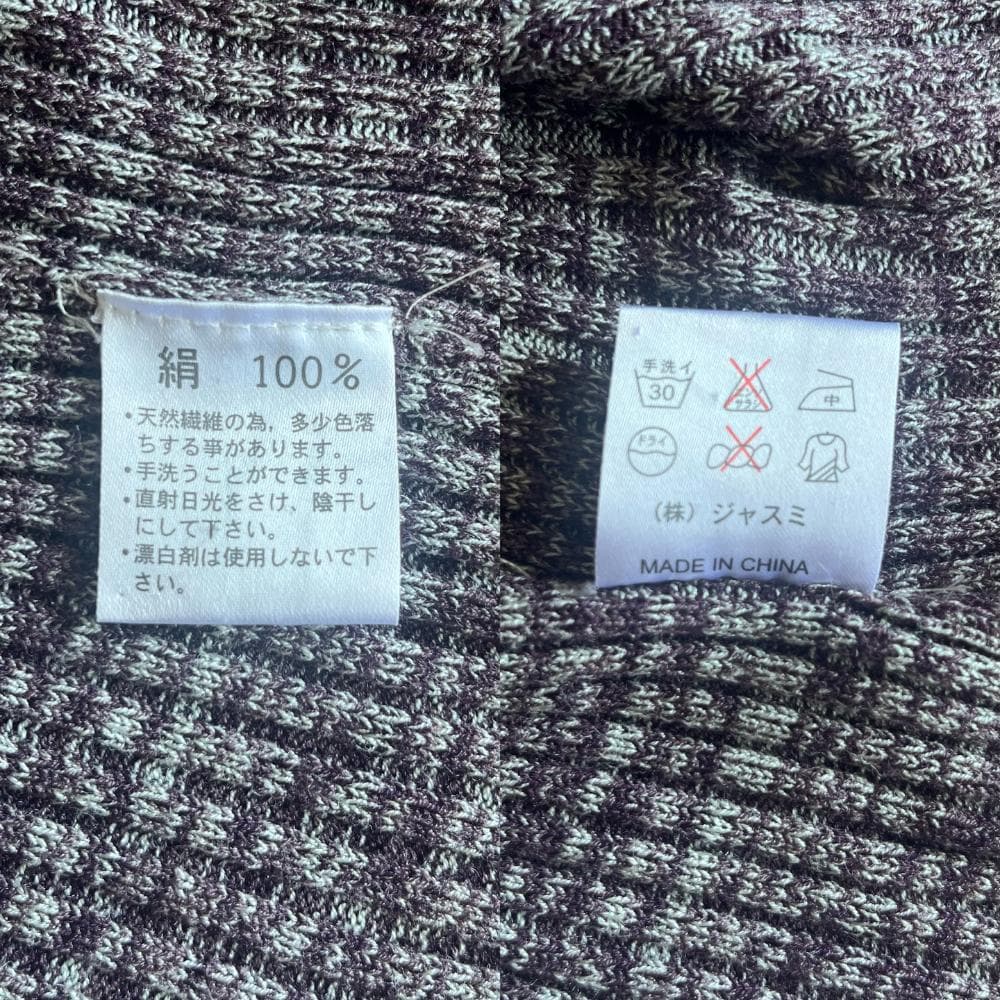 絹 100%
・天然繊維の為, 多少色落
ちする事があります。
・手洗うことができます。
・直射日光をさけ、陰干し
にして下さい。
・漂白剤は使用しないで下
さい。
手洗イ
30
サラシ
中
ドライ
（株）ジャスミ
MADE IN CHINA